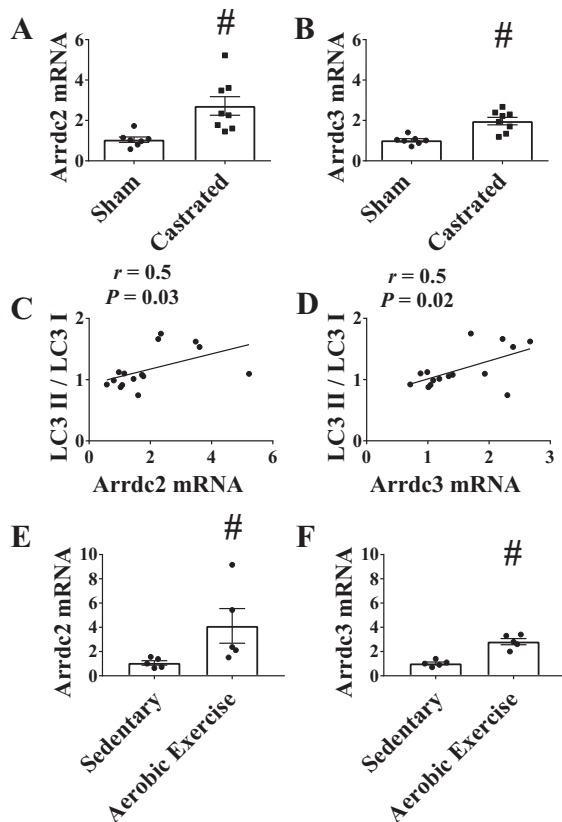 A
#
Arrdc2 mRNA
6
4
2
0
Sham
Castrated
B
#
Arrdc3 mRNA
6
4
2
0
Sham
Castrated
r = 0.5
P = 0.03
C
LC3 II / LC3 I
2
1
0
0 2 4 6
Arrdc2 mRNA
r = 0.5
P = 0.02
D
LC3 II / LC3 I
2
1
0
0 1 2 3
Arrdc3 mRNA
E
#
Arrdc2 mRNA
10
8
6
4
2
0
Sedentary
Aerobic Exercise
F
#
Arrdc3 mRNA
10
8
6
4
2
0
Sedentary
Aerobic Exercise